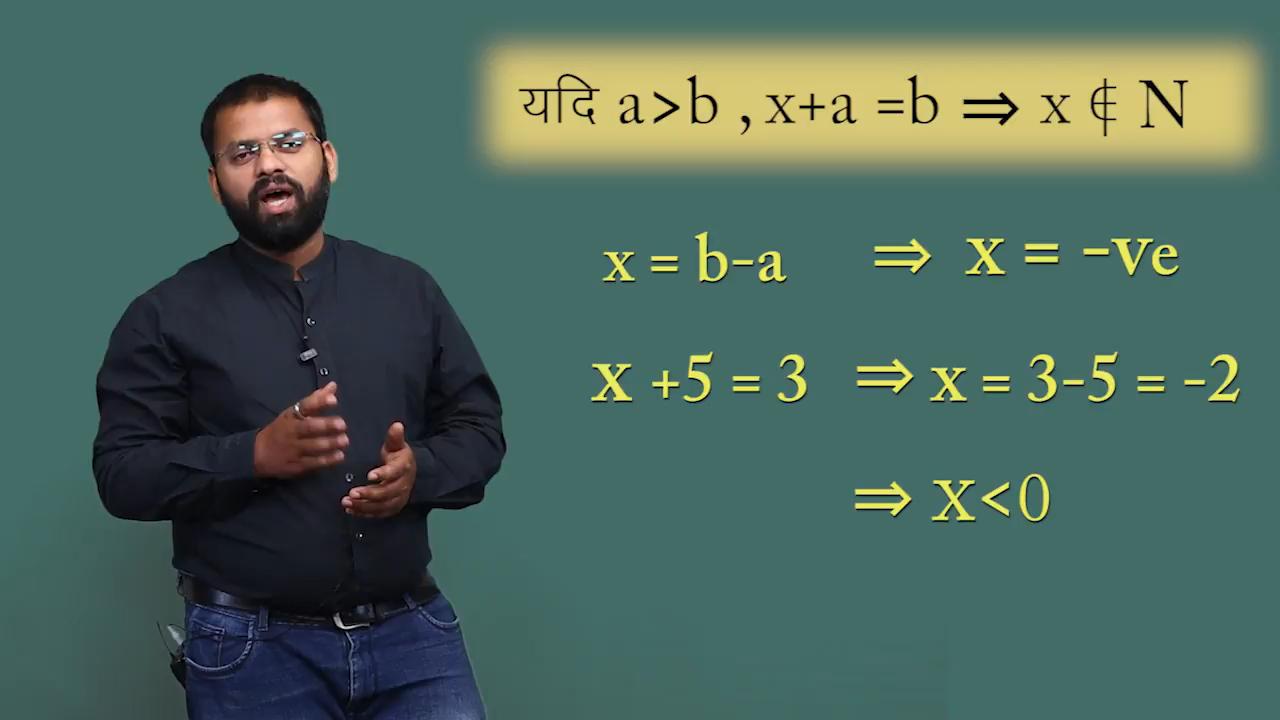 यदि a>b , x+a =b ⇒ x ∉ N
x = b-a ⇒ x = -ve
x +5 = 3 ⇒ x = 3-5 = -2
⇒ x<0